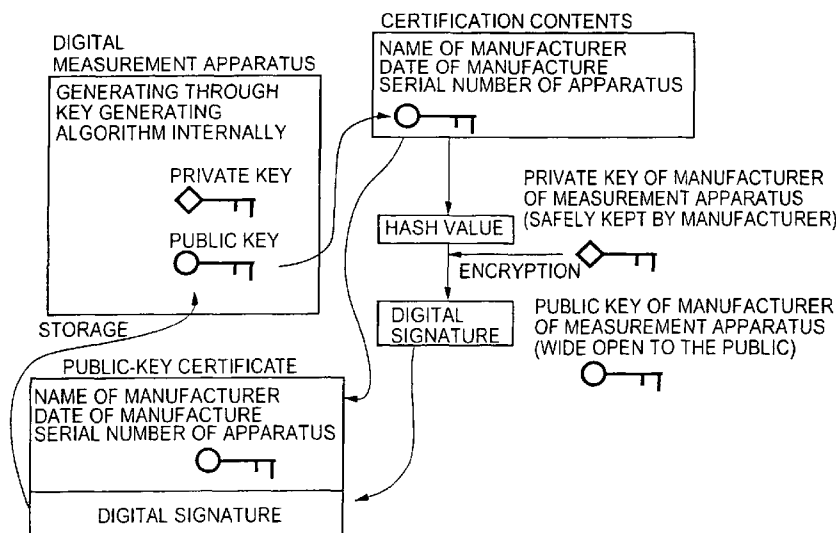 DIGITAL
MEASUREMENT APPARATUS
GENERATING THROUGH
KEY GENERATING
ALGORITHM INTERNALLY
PRIVATE KEY
PUBLIC KEY
STORAGE
CERTIFICATION CONTENTS
NAME OF MANUFACTURER
DATE OF MANUFACTURE
SERIAL NUMBER OF APPARATUS
HASH VALUE
ENCRYPTION
PRIVATE KEY OF MANUFACTURER
OF MEASUREMENT APPARATUS
(SAFELY KEPT BY MANUFACTURER)
DIGITAL
SIGNATURE
PUBLIC KEY OF MANUFACTURER
OF MEASUREMENT APPARATUS
(WIDE OPEN TO THE PUBLIC)
PUBLIC-KEY CERTIFICATE
NAME OF MANUFACTURER
DATE OF MANUFACTURE
SERIAL NUMBER OF APPARATUS
DIGITAL SIGNATURE